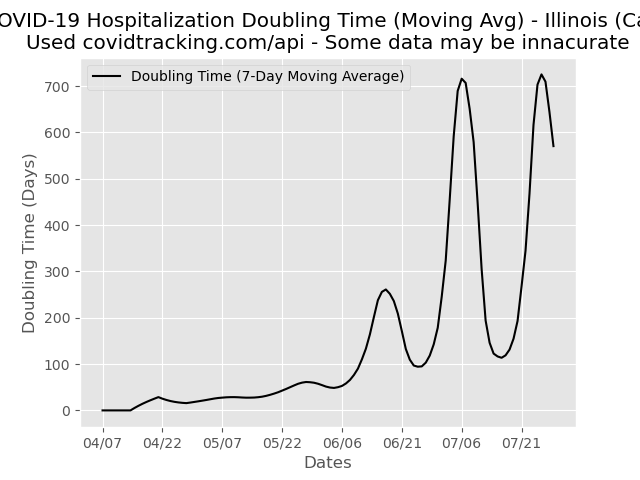 OVID-19 Hospitalization Doubling Time (Moving Avg) - Illinois (Ca
Used covidtracking.com/api - Some data may be innacurate
Doubling Time (7-Day Moving Average)
Doubling Time (Days)
700
600
500
400
300
200
100
0
04/07 04/22 05/07 05/22 06/06 06/21 07/06 07/21
Dates